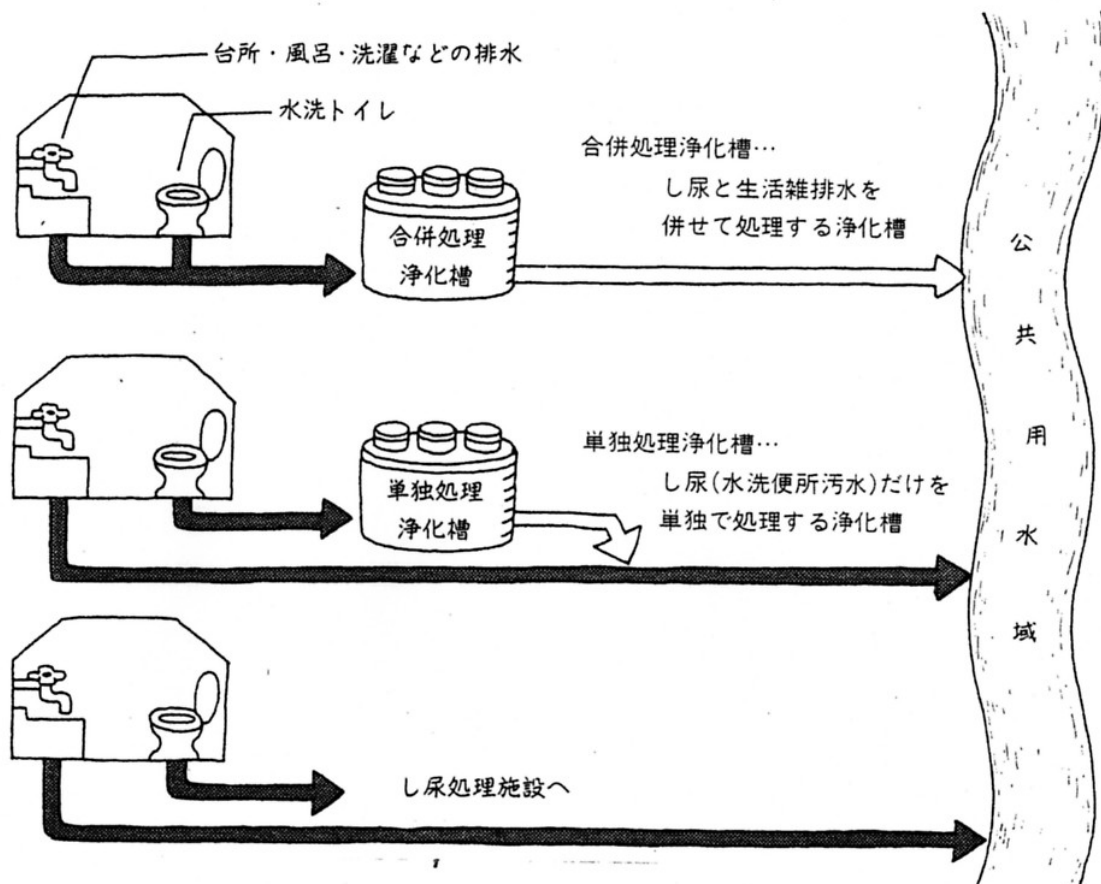 台所・風呂・洗濯などの排水
水洗トイレ
合併処理浄化槽…
し尿と生活雑排水を
併せて処理する浄化槽
合併処理
浄化槽
単独処理浄化槽…
し尿(水洗便所汚水)だけを
単独で処理する浄化槽
単独処理
浄化槽
し尿処理施設へ
公共用水域